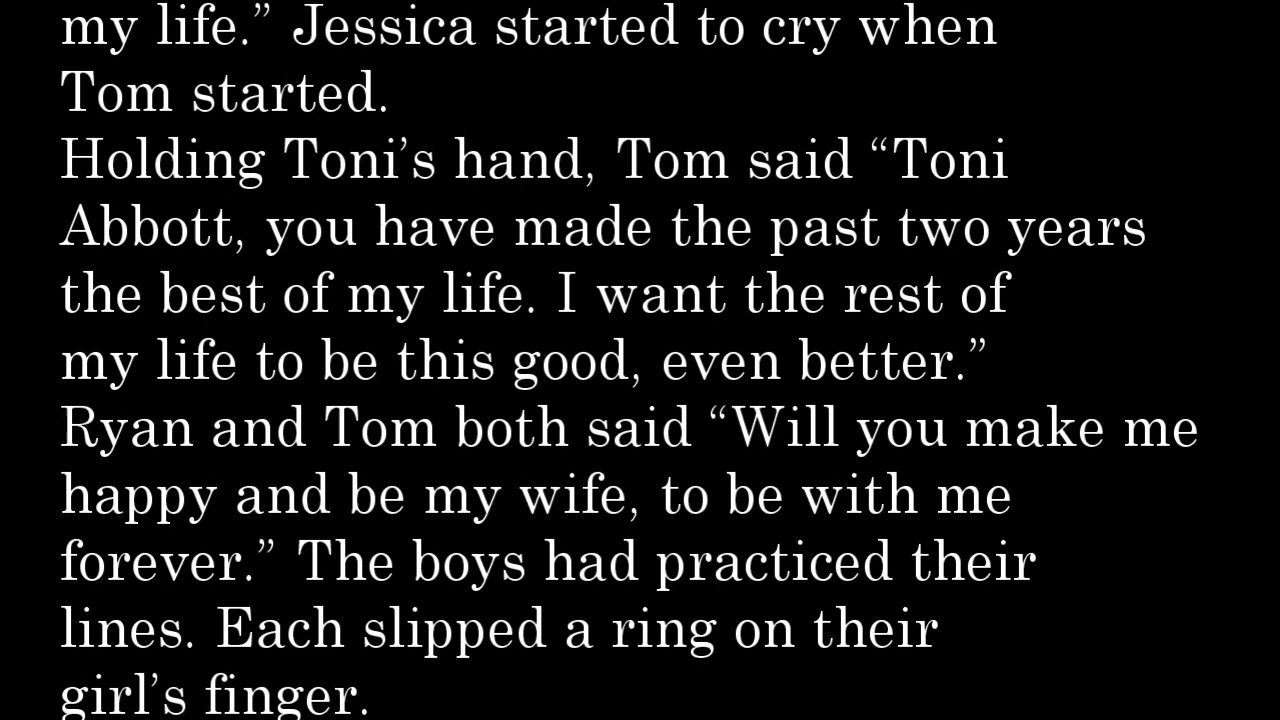 my life.” Jessica started to cry when
Tom started.
Holding Toni’s hand, Tom said “Toni
Abbott, you have made the past two years
the best of my life. I want the rest of
my life to be this good, even better.”
Ryan and Tom both said “Will you make me
happy and be my wife, to be with me
forever.” The boys had practiced their
lines. Each slipped a ring on their
girl’s finger.